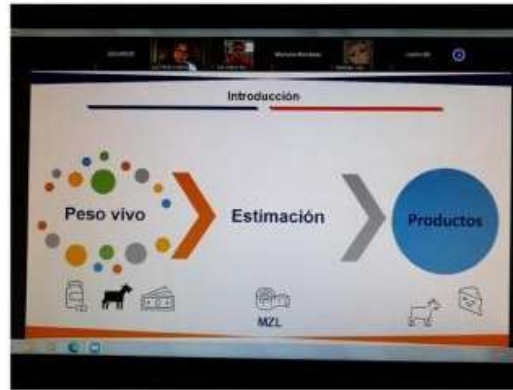 Introducción
Peso vivo
Estimación
Productos
MZL